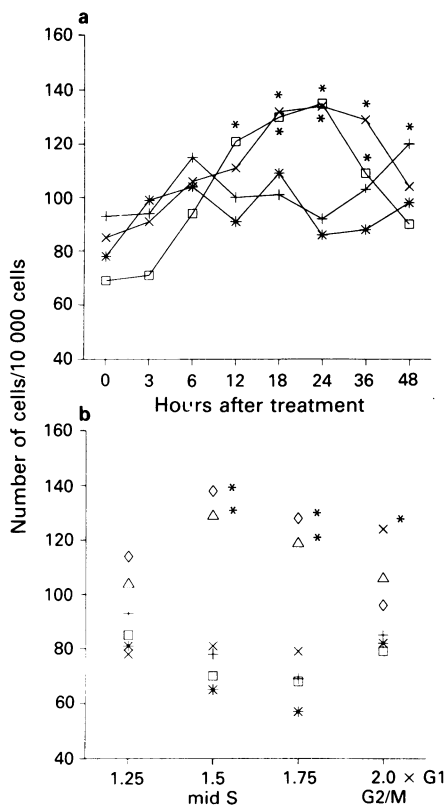 a
160
140
120
100
80
60
40
0 3 6 12 18 24 36 48
Hours after treatment
Number of cells/10 000 cells
b
160
140
120
100
80
60
40
1.25 1.5 1.75 2.0 × G1
mid S G2/M